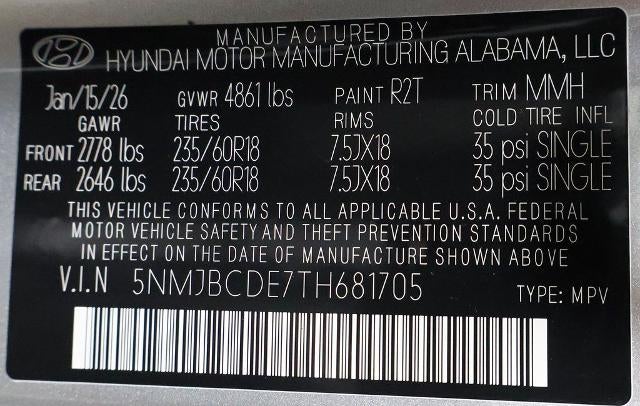 MANUFACTURED BY
HYUNDAI MOTOR MANUFACTURING ALABAMA, LLC
Jan/15/26 GVWR 4861 lbs PAINT R2T TRIM MMH
GAWR TIRES RIMS COLD TIRE INFL
FRONT 2778 lbs 235/60R18 7.5JX18 35 psi SINGLE
REAR 2646 lbs 235/60R18 7.5JX18 35 psi SINGLE
THIS VEHICLE CONFORMS TO ALL APPLICABLE U.S.A. FEDERAL
MOTOR VEHICLE SAFETY AND THEFT PREVENTION STANDARDS
IN EFFECT ON THE DATE OF MANUFACTURE SHOWN ABOVE
V.I.N 5NMJBCDE7TH681705 TYPE: MPV